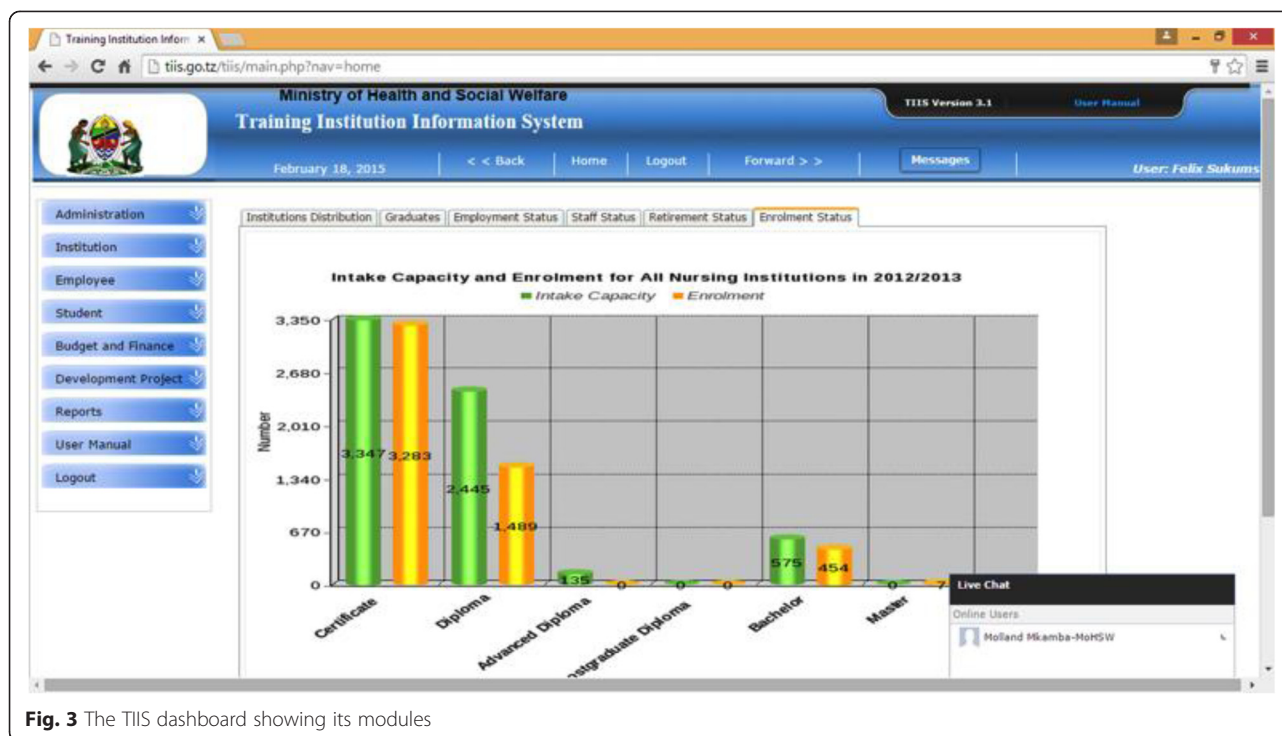 Training Institution Inform ×
tiis.go.tz/tiis/main.php?nav=home
Ministry of Health and Social Welfare
TIIS Version 3.1 User Manual
Training Institution Information System
February 18, 2015 < < Back Home Logout Forward > > Messages User: Felix Sukums
Administration
Institution
Employee
Student
Budget and Finance
Development Project
Reports
User Manual
Logout
Institutions Distribution Graduates Employment Status Staff Status Retirement Status Enrolment Status
Intake Capacity and Enrolment for All Nursing Institutions in 2012/2013
Intake Capacity Enrolment
Number
3,350
2,680
2,010
1,340
670
0
3,347 3,283
2,445 1,489
135 0
0 0
575 454
0 7
Certificate
Diploma
Advanced Diploma
ostgraduate Diploma
Bachelor
Master
Live Chat
Online Users
Molland Mkamba-MoHSW
Fig. 3 The TIIS dashboard showing its modules